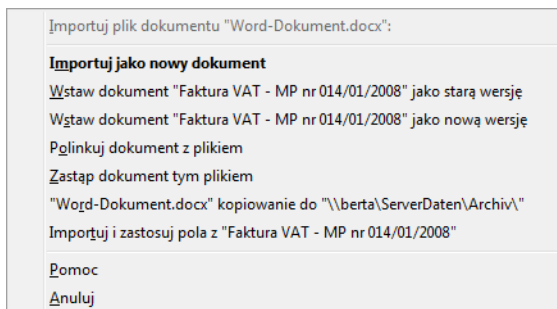 Importuj plik dokumentu "Word-Dokument.docx":
Importuj jako nowy dokument
Wstaw dokument "Faktura VAT - MP nr 014/01/2008" jako starą wersję
Wstaw dokument "Faktura VAT - MP nr 014/01/2008" jako nową wersję
Polinkuj dokument z plikiem
Zastąp dokument tym plikiem
"Word-Dokument.docx" kopiowanie do "\\berta\ServerDaten\Archiv\"
Importuj i zastosuj pola z "Faktura VAT - MP nr 014/01/2008"
Pomoc
Anuluj